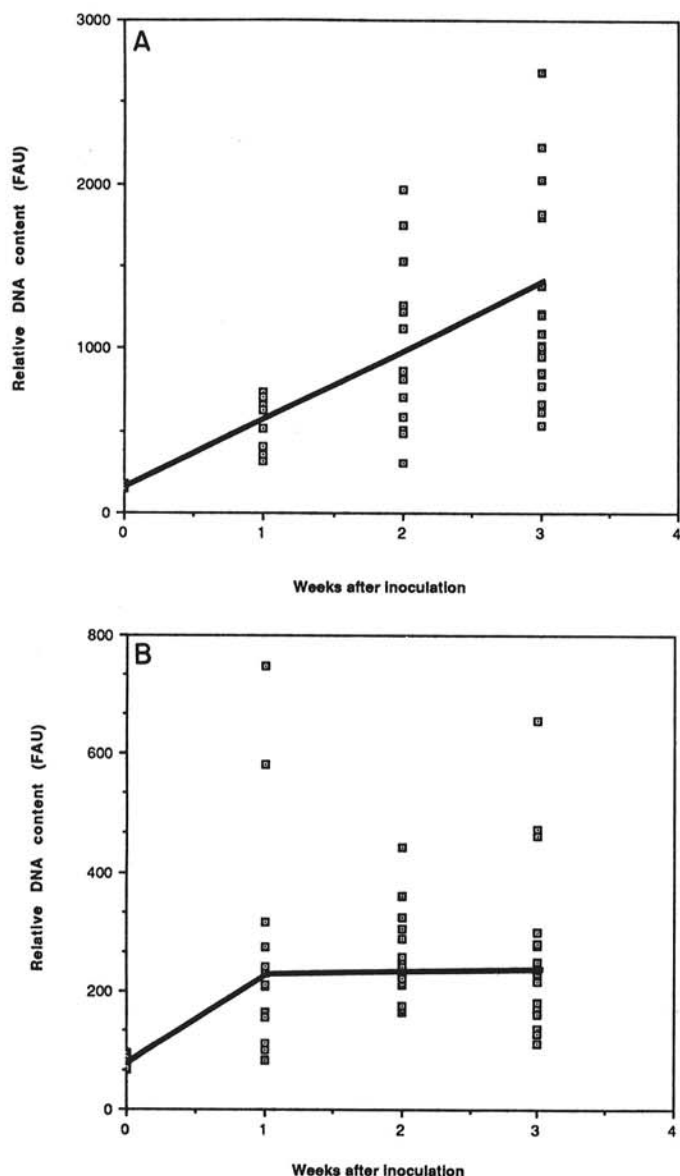 A
3000
2000
1000
0
Relative DNA content (FAU)
0 1 2 3 4
Weeks after inoculation
B
800
600
400
200
0
Relative DNA content (FAU)
0 1 2 3 4
Weeks after inoculation